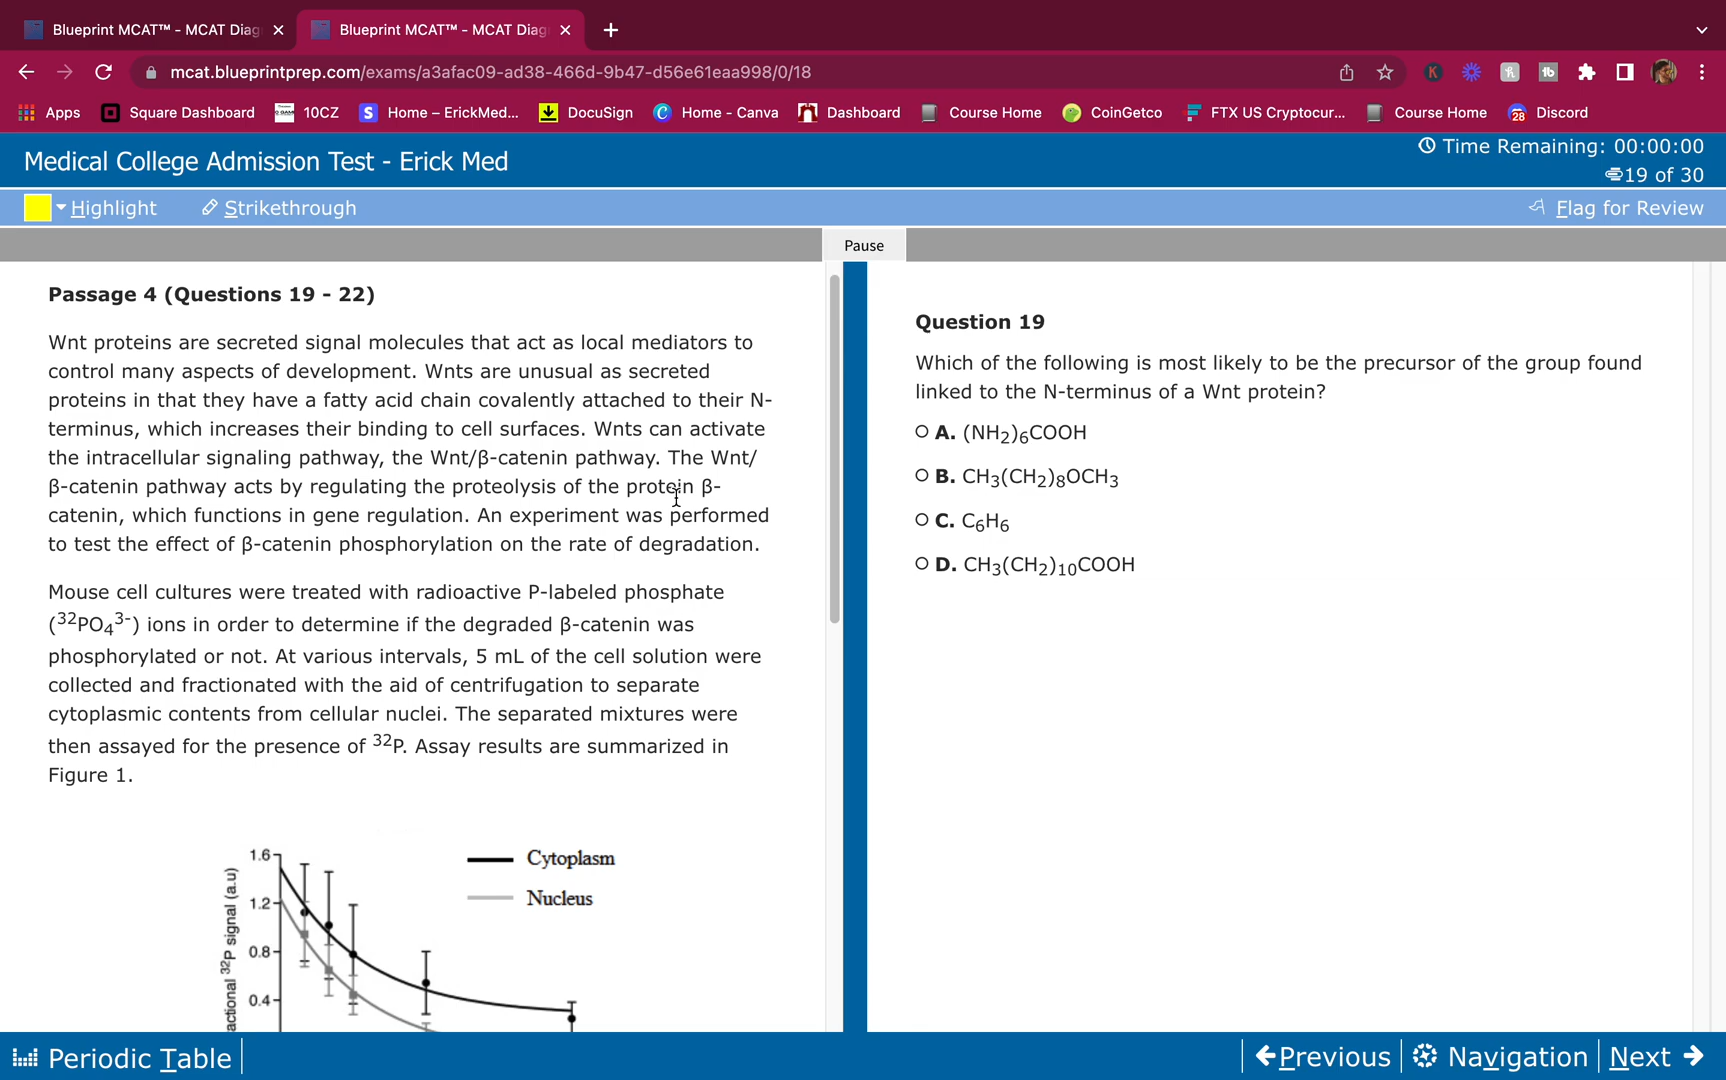 Blueprint MCAT™ - MCAT Diag
Blueprint MCAT™ - MCAT Diag
mcat.blueprintprep.com/exams/a3afac09-ad38-466d-9b47-d56e61eaa998/0/18
Apps Square Dashboard 10CZ Home – ErickMed... DocuSign Home - Canva Dashboard Course Home CoinGetco FTX US Cryptocur... Course Home 28 Discord
Medical College Admission Test - Erick Med
Time Remaining: 00:00:00
19 of 30
Highlight Strikethrough Flag for Review
Pause
Passage 4 (Questions 19 - 22)
Wnt proteins are secreted signal molecules that act as local mediators to
control many aspects of development. Wnts are unusual as secreted
proteins in that they have a fatty acid chain covalently attached to their N-
terminus, which increases their binding to cell surfaces. Wnts can activate
the intracellular signaling pathway, the Wnt/β-catenin pathway. The Wnt/
β-catenin pathway acts by regulating the proteolysis of the protein β-
catenin, which functions in gene regulation. An experiment was performed
to test the effect of β-catenin phosphorylation on the rate of degradation.
Mouse cell cultures were treated with radioactive P-labeled phosphate
(³²PO₄³⁻) ions in order to determine if the degraded β-catenin was
phosphorylated or not. At various intervals, 5 mL of the cell solution were
collected and fractionated with the aid of centrifugation to separate
cytoplasmic contents from cellular nuclei. The separated mixtures were
then assayed for the presence of ³²P. Assay results are summarized in
Figure 1.
1.6
1.2
0.8
0.4
actional ³²P signal (a.u)
Cytoplasm
Nucleus
Question 19
Which of the following is most likely to be the precursor of the group found
linked to the N-terminus of a Wnt protein?
A. (NH₂)₆COOH
B. CH₃(CH₂)₈OCH₃
C. C₆H₆
D. CH₃(CH₂)₁₀COOH
Periodic Table
Previous Navigation Next